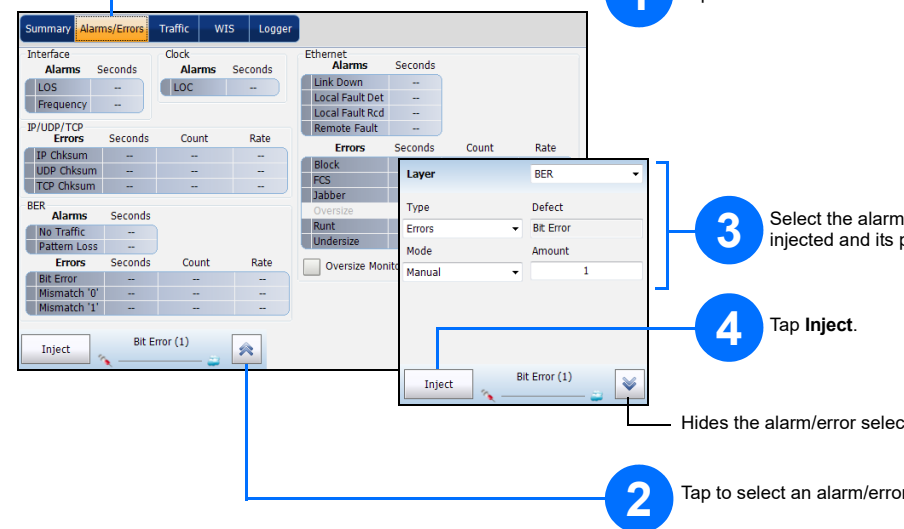 1
Summary Alarms/Errors Traffic WIS Logger
Interface
Alarms Seconds
LOS --
Frequency --
Clock
Alarms Seconds
LOC --
Ethernet
Alarms Seconds
Link Down --
Local Fault Det --
Local Fault Rcd --
Remote Fault --
Errors Seconds Count Rate
Block
FCS
Jabber
Oversize
Runt
Undersize
Oversize Monito
IP/UDP/TCP
Errors Seconds Count Rate
IP Chksum -- -- --
UDP Chksum -- -- --
TCP Chksum -- -- --
BER
Alarms Seconds
No Traffic --
Pattern Loss --
Errors Seconds Count Rate
Bit Error -- -- --
Mismatch '0' -- -- --
Mismatch '1' -- -- --
Inject Bit Error (1)
Layer BER
Type Defect
Errors Bit Error
Mode Amount
Manual 1
Inject Bit Error (1)
3 Select the alarm
injected and its p
4 Tap Inject.
Hides the alarm/error selec
2 Tap to select an alarm/error